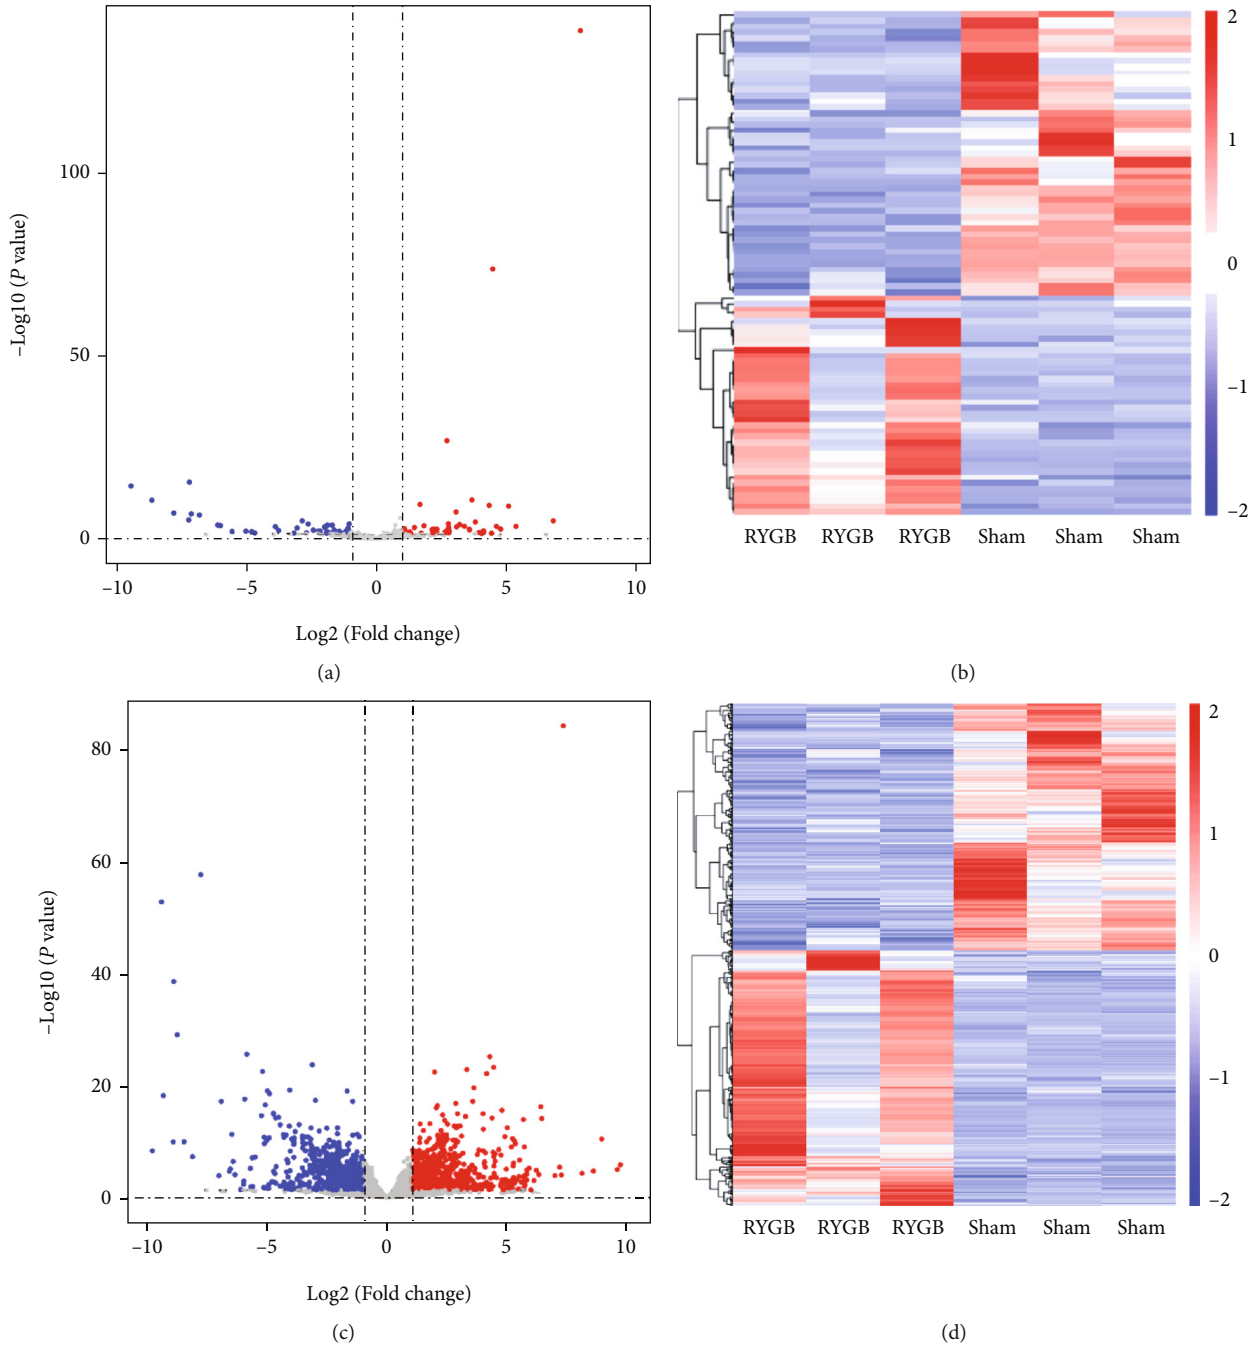 100
50
0
–Log10 (P value)
–10
–5
0
5
10
Log2 (Fold change)
(a)
2
1
0
–1
–2
RYGB RYGB RYGB Sham Sham Sham
(b)
80
60
40
20
0
–Log10 (P value)
–10
–5
0
5
10
Log2 (Fold change)
(c)
2
1
0
–1
–2
RYGB RYGB RYGB Sham Sham Sham
(d)